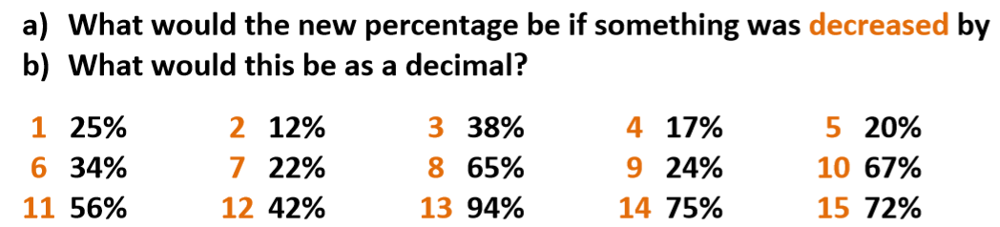 a) What would the new percentage be if something was decreased by
b) What would this be as a decimal?
1 25% 2 12% 3 38% 4 17% 5 20%
6 34% 7 22% 8 65% 9 24% 10 67%
11 56% 12 42% 13 94% 14 75% 15 72%